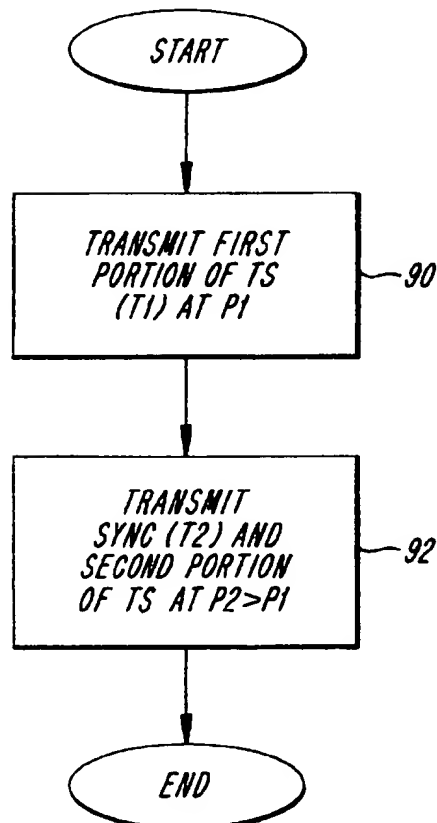 START
TRANSMIT FIRST
PORTION OF TS
(T1) AT P1
90
TRANSMIT
SYNC (T2) AND
SECOND PORTION
OF TS AT P2>P1
92
END